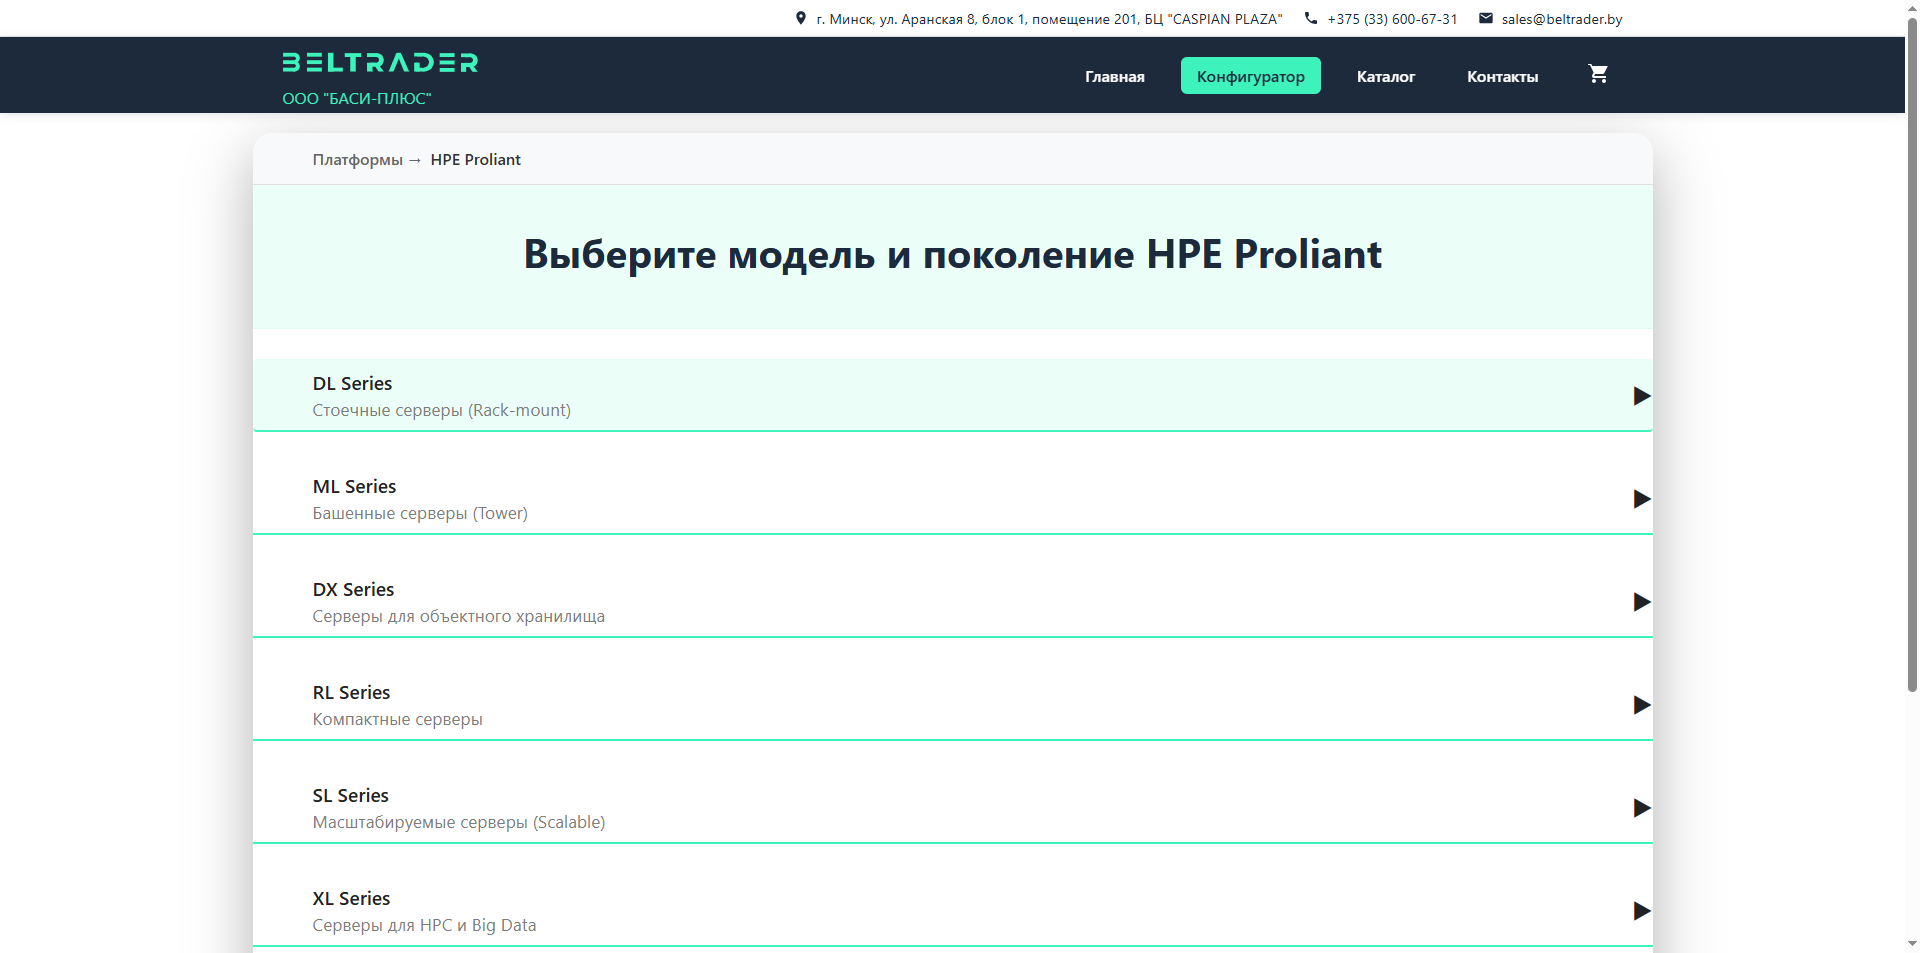 г. Минск, ул. Аранская 8, блок 1, помещение 201, БЦ "CASPIAN PLAZA" +375 (33) 600-67-31 sales@beltrader.by
BELTRADER
ООО "БАСИ-ПЛЮС"
Главная Конфигуратор Каталог Контакты
Платформы → HPE Proliant
Выберите модель и поколение HPE Proliant
DL Series
Стоечные серверы (Rack-mount)
ML Series
Башенные серверы (Tower)
DX Series
Серверы для объектного хранилища
RL Series
Компактные серверы
SL Series
Масштабируемые серверы (Scalable)
XL Series
Серверы для HPC и Big Data